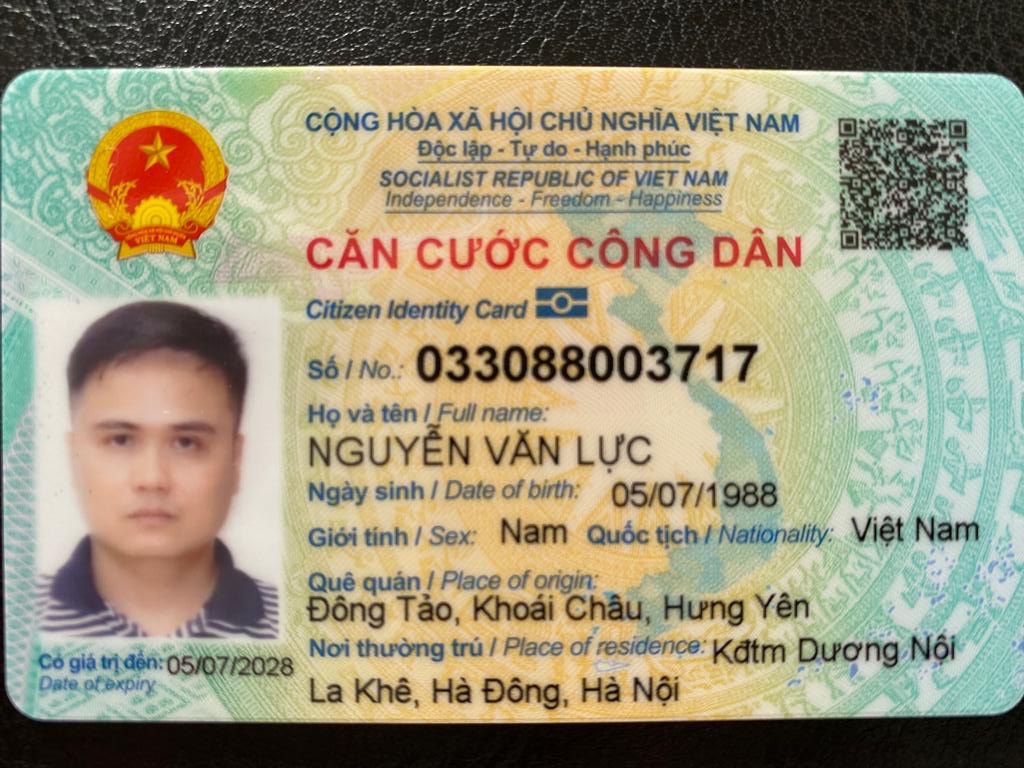 CỘNG HÒA XÃ HỘI CHỦ NGHĨA VIỆT NAM
Độc lập - Tự do - Hạnh phúc
SOCIALIST REPUBLIC OF VIET NAM
Independence - Freedom - Happiness
VIỆT NAM
CĂN CƯỚC CÔNG DÂN
Citizen Identity Card
Số / No.: 033088003717
Họ và tên / Full name:
NGUYỄN VĂN LỰC
Ngày sinh / Date of birth: 05/07/1988
Giới tính / Sex: Nam Quốc tịch / Nationality: Việt Nam
Quê quán / Place of origin:
Đông Tảo, Khoái Châu, Hưng Yên
Nơi thường trú / Place of residence: Kđtm Dương Nội
La Khê, Hà Đông, Hà Nội
Có giá trị đến: 05/07/2028
Date of expiry